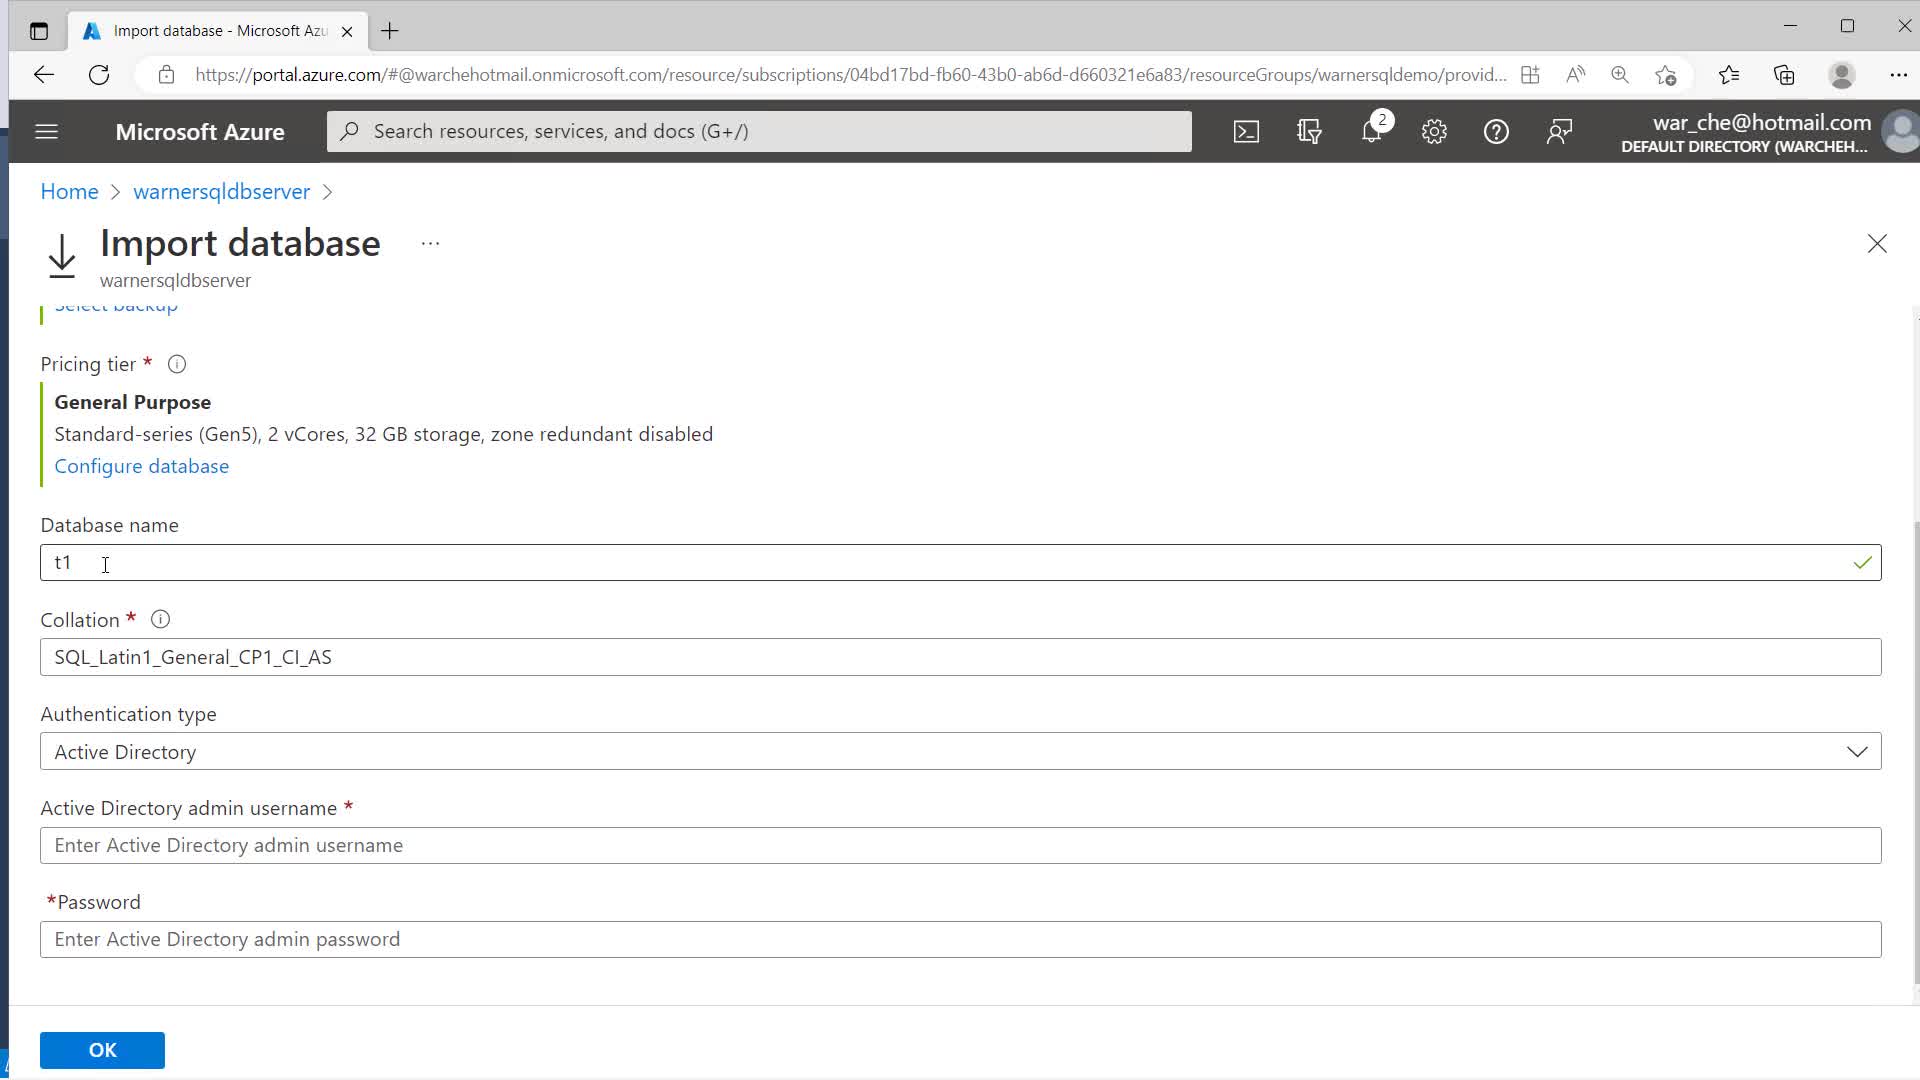 Import database - Microsoft Azu
https://portal.azure.com/#@warchehotmail.onmicrosoft.com/resource/subscriptions/04bd17bd-fb60-43b0-ab6d-d660321e6a83/resourceGroups/warnersqldemo/provid...
Microsoft Azure
Search resources, services, and docs (G+/)
2
war_che@hotmail.com
DEFAULT DIRECTORY (WARCHEH...
Home > warnersqldbserver >
Import database ...
warnersqldbserver
Select backup
Pricing tier *
General Purpose
Standard-series (Gen5), 2 vCores, 32 GB storage, zone redundant disabled
Configure database
Database name
t1
Collation *
SQL_Latin1_General_CP1_CI_AS
Authentication type
Active Directory
Active Directory admin username *
Enter Active Directory admin username
*Password
Enter Active Directory admin password
OK